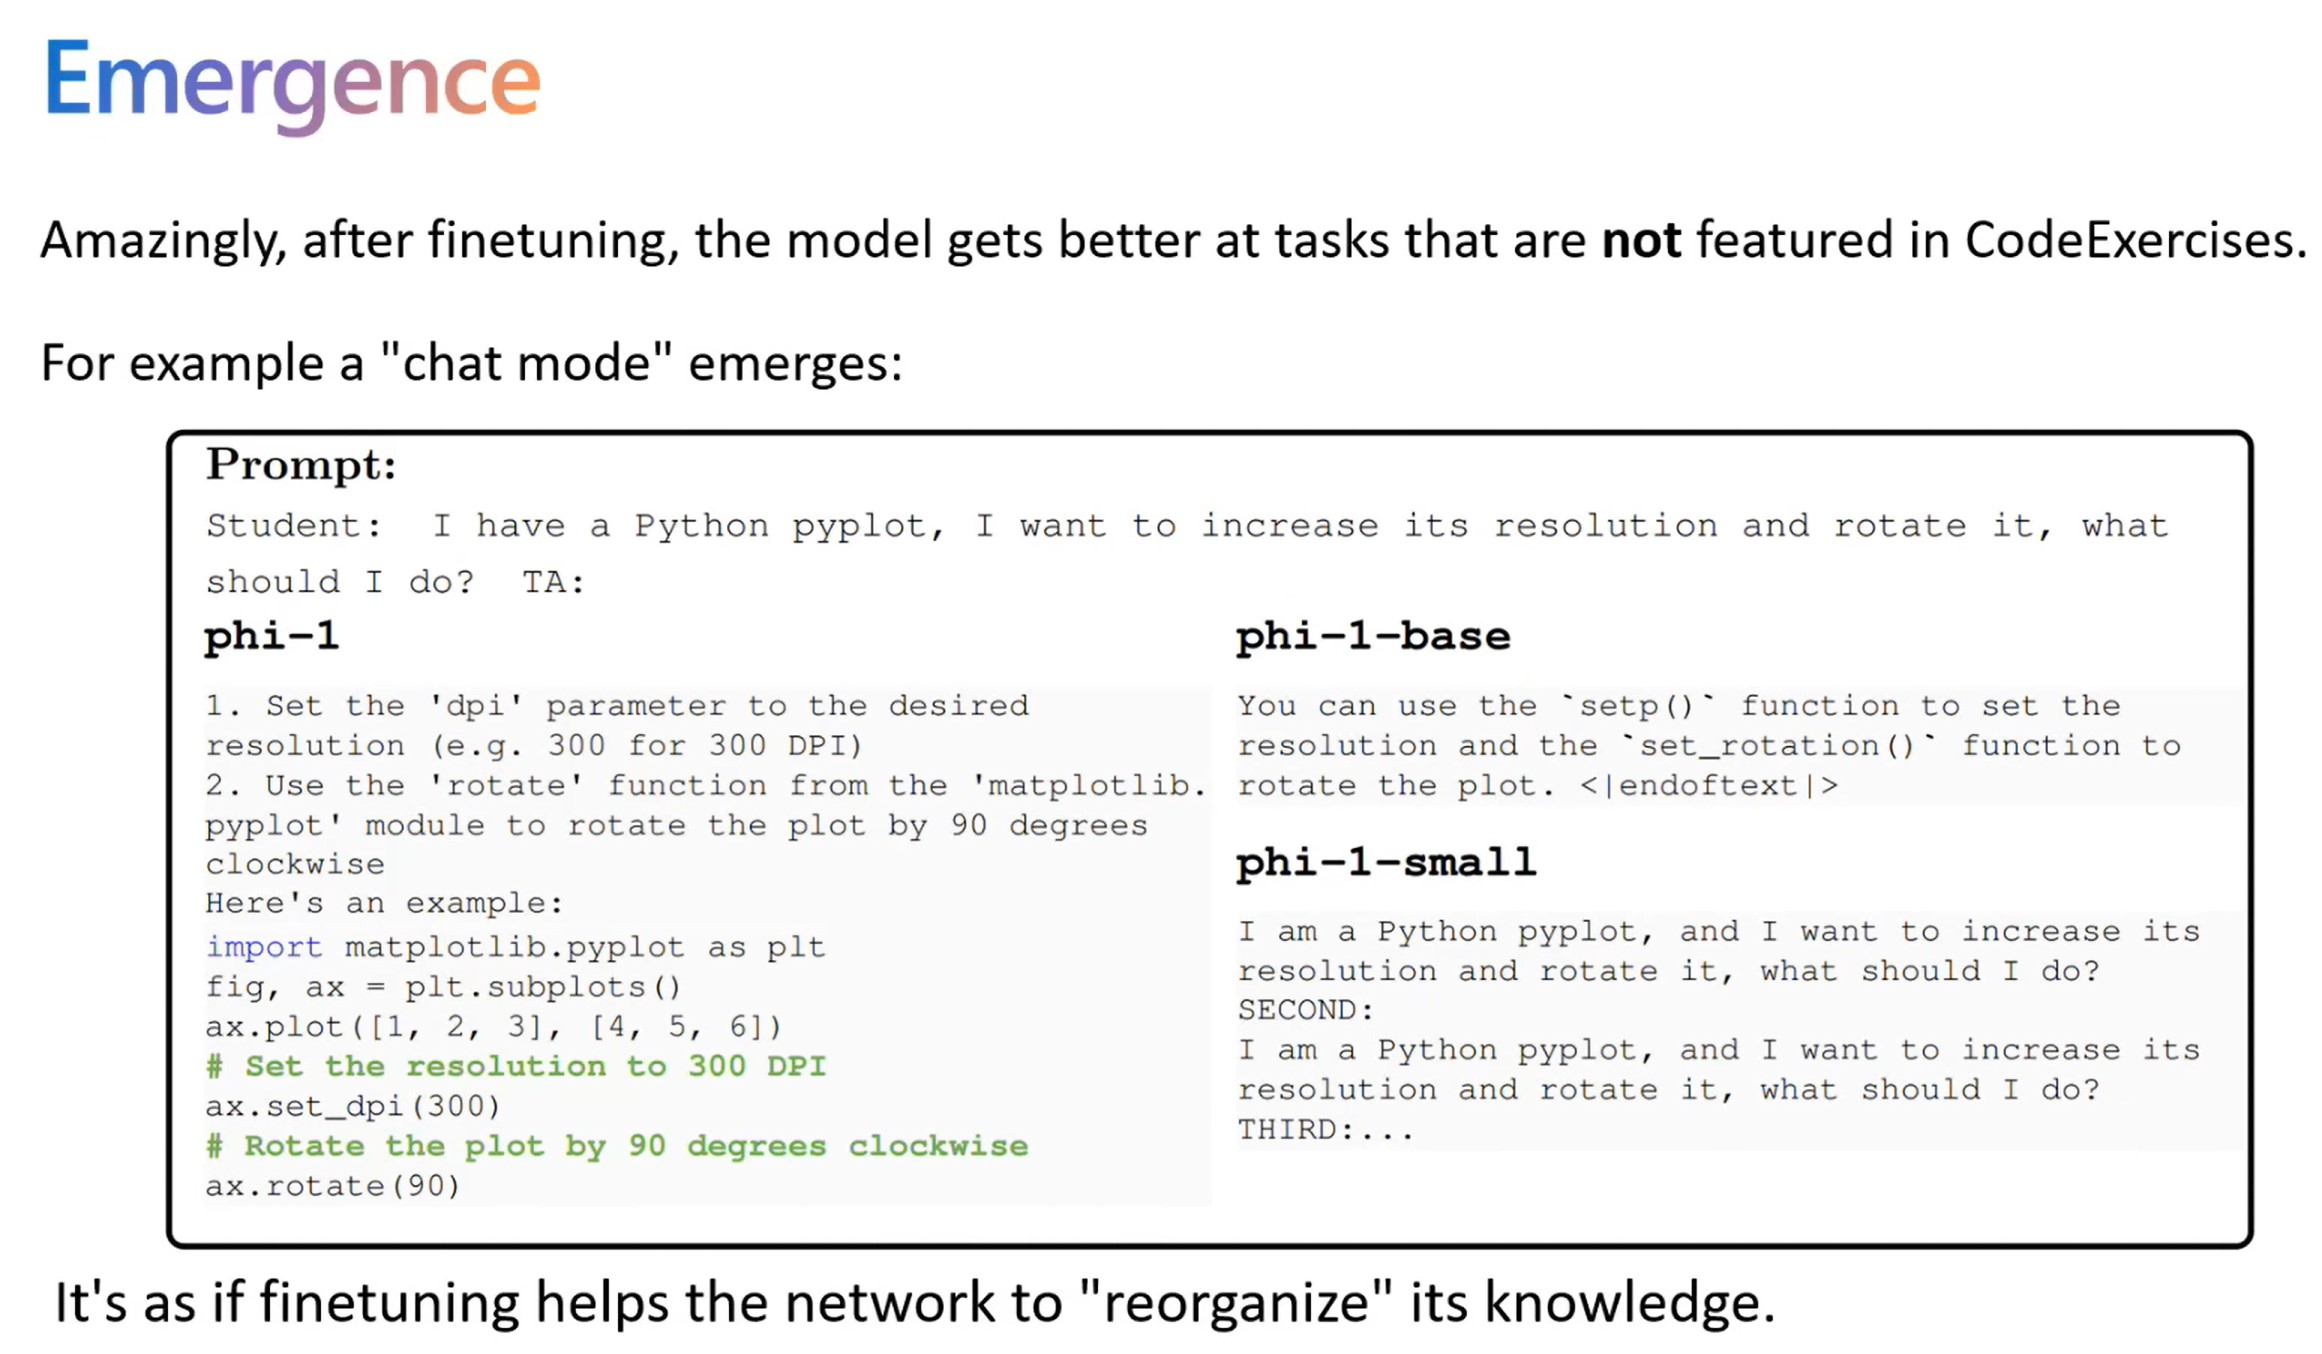 Emergence
Amazingly, after finetuning, the model gets better at tasks that are not featured in CodeExercises.
For example a "chat mode" emerges:
Prompt:
Student: I have a Python pyplot, I want to increase its resolution and rotate it, what
should I do? TA:
phi-1
1. Set the 'dpi' parameter to the desired
resolution (e.g. 300 for 300 DPI)
2. Use the 'rotate' function from the 'matplotlib.
pyplot' module to rotate the plot by 90 degrees
clockwise
Here's an example:
import matplotlib.pyplot as plt
fig, ax = plt.subplots()
ax.plot([1, 2, 3], [4, 5, 6])
# Set the resolution to 300 DPI
ax.set_dpi(300)
# Rotate the plot by 90 degrees clockwise
ax.rotate(90)
phi-1-base
You can use the `setp()` function to set the
resolution and the `set_rotation()` function to
rotate the plot. <|endoftext|>
phi-1-small
I am a Python pyplot, and I want to increase its
resolution and rotate it, what should I do?
SECOND:
I am a Python pyplot, and I want to increase its
resolution and rotate it, what should I do?
THIRD:...
It's as if finetuning helps the network to "reorganize" its knowledge.